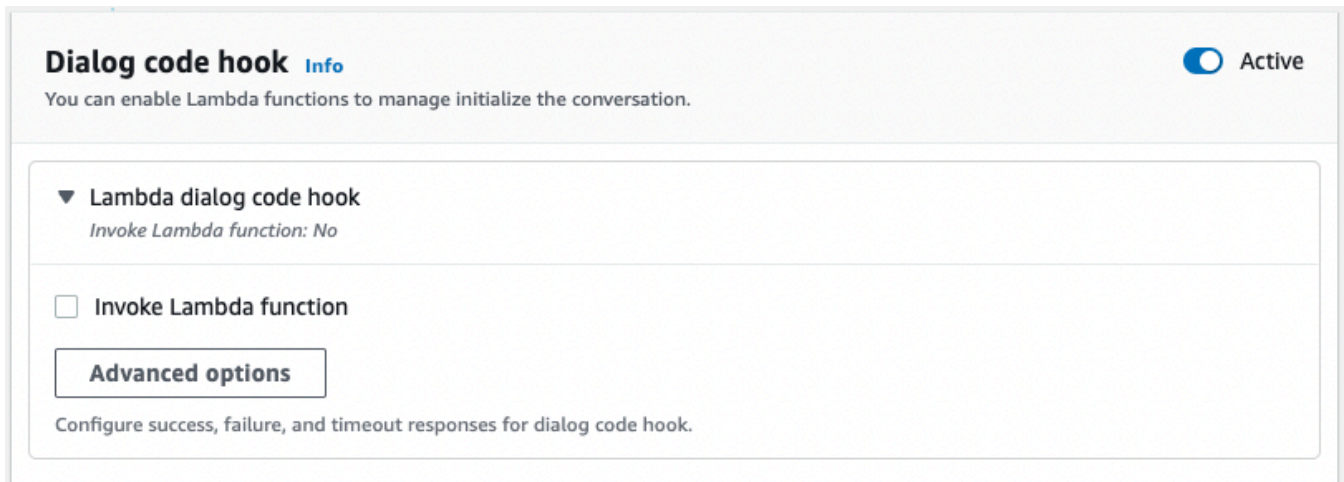 Dialog code hook Info
Active
You can enable Lambda functions to manage initialize the conversation.
Lambda dialog code hook
Invoke Lambda function: No
Invoke Lambda function
Advanced options
Configure success, failure, and timeout responses for dialog code hook.